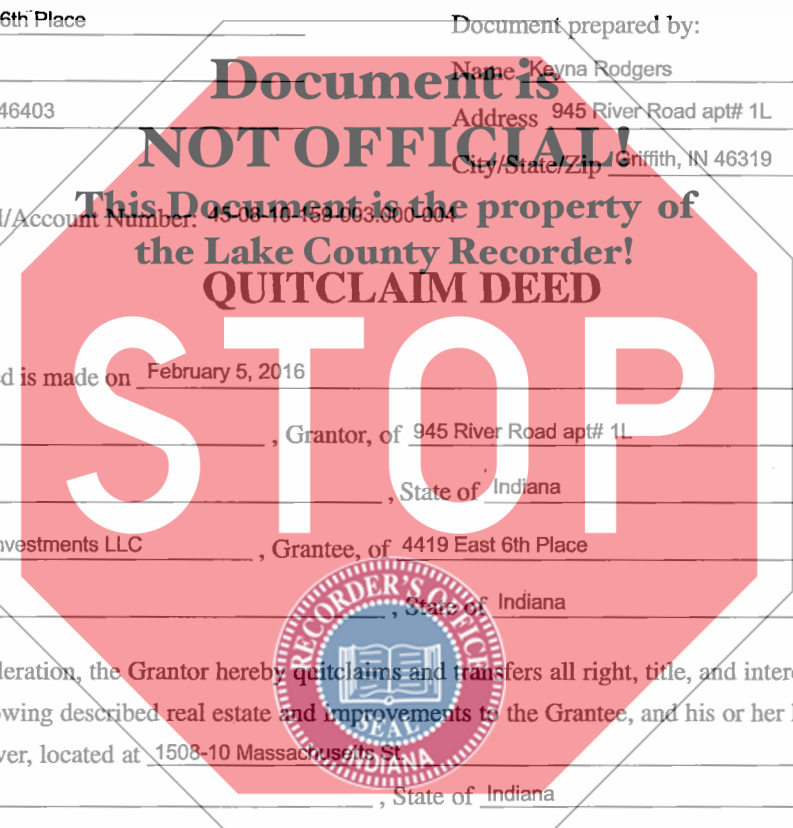 6th Place
Document prepared by:
Document is
Name Keyna Rodgers
46403
Address 945 River Road apt# 1L
NOT OFFICIAL!
City/State/Zip Griffith, IN 46319
This Document is the property of
/Account Number: 45-08-10-159-003.000-004
the Lake County Recorder!
QUITCLAIM DEED
STOP
d is made on February 5, 2016
, Grantor, of 945 River Road apt# 1L
, State of Indiana
nvestments LLC , Grantee, of 4419 East 6th Place
, State of Indiana
RECORDER'S OFFICE
SEAL
INDIANA
leration, the Grantor hereby quitclaims and transfers all right, title, and intere
owing described real estate and improvements to the Grantee, and his or her
ver, located at 1508-10 Massachusetts St.
, State of Indiana